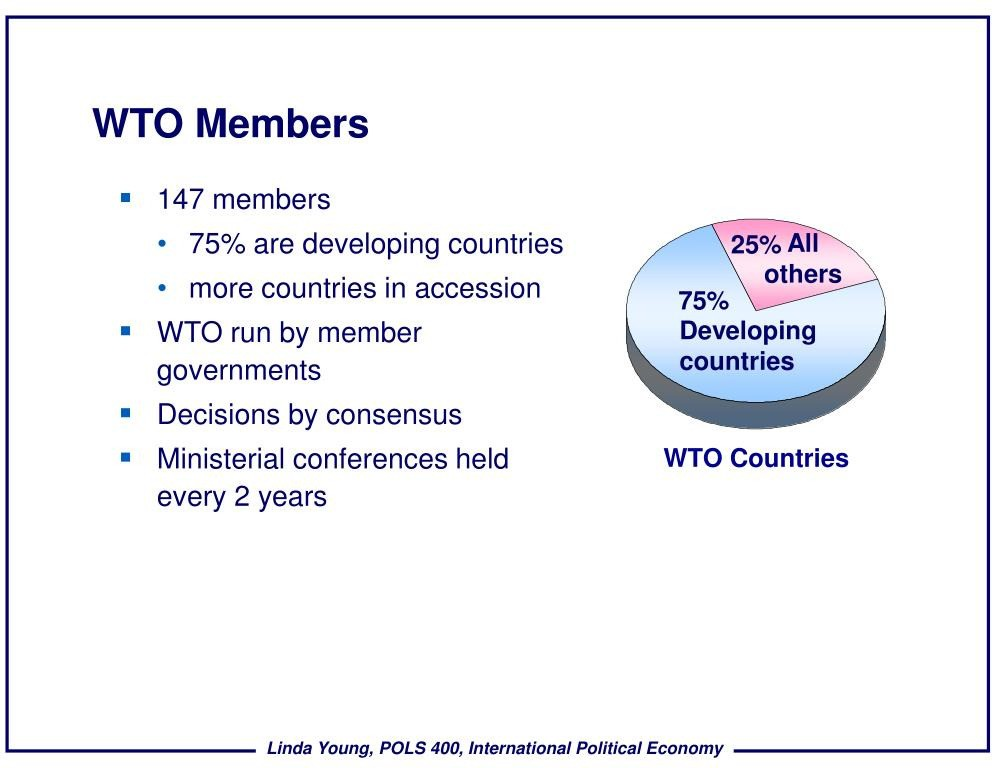 WTO Members
▪ 147 members
• 75% are developing countries
• more countries in accession
▪ WTO run by member
governments
▪ Decisions by consensus
▪ Ministerial conferences held
every 2 years
25% All
others
75%
Developing
countries
WTO Countries
Linda Young, POLS 400, International Political Economy